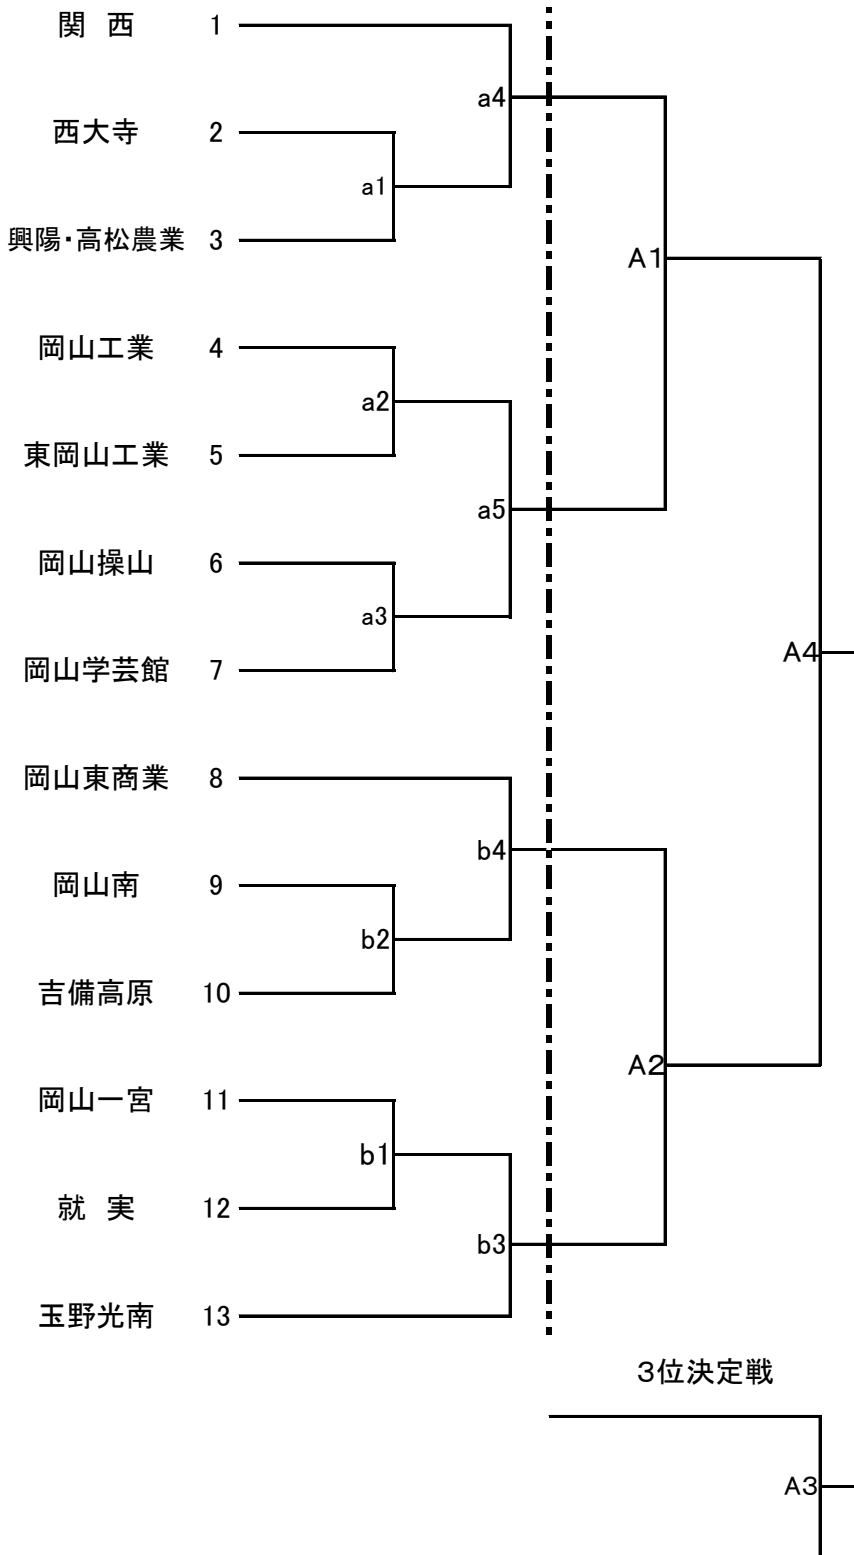 関 西 1
a4
西大寺 2
a1
興陽・高松農業 3
A1
岡山工業 4
a2
東岡山工業 5
a5
岡山操山 6
a3
岡山学芸館 7
A4
岡山東商業 8
b4
岡山南 9
b2
吉備高原 10
A2
岡山一宮 11
b1
就 実 12
b3
玉野光南 13
3位決定戦
A3